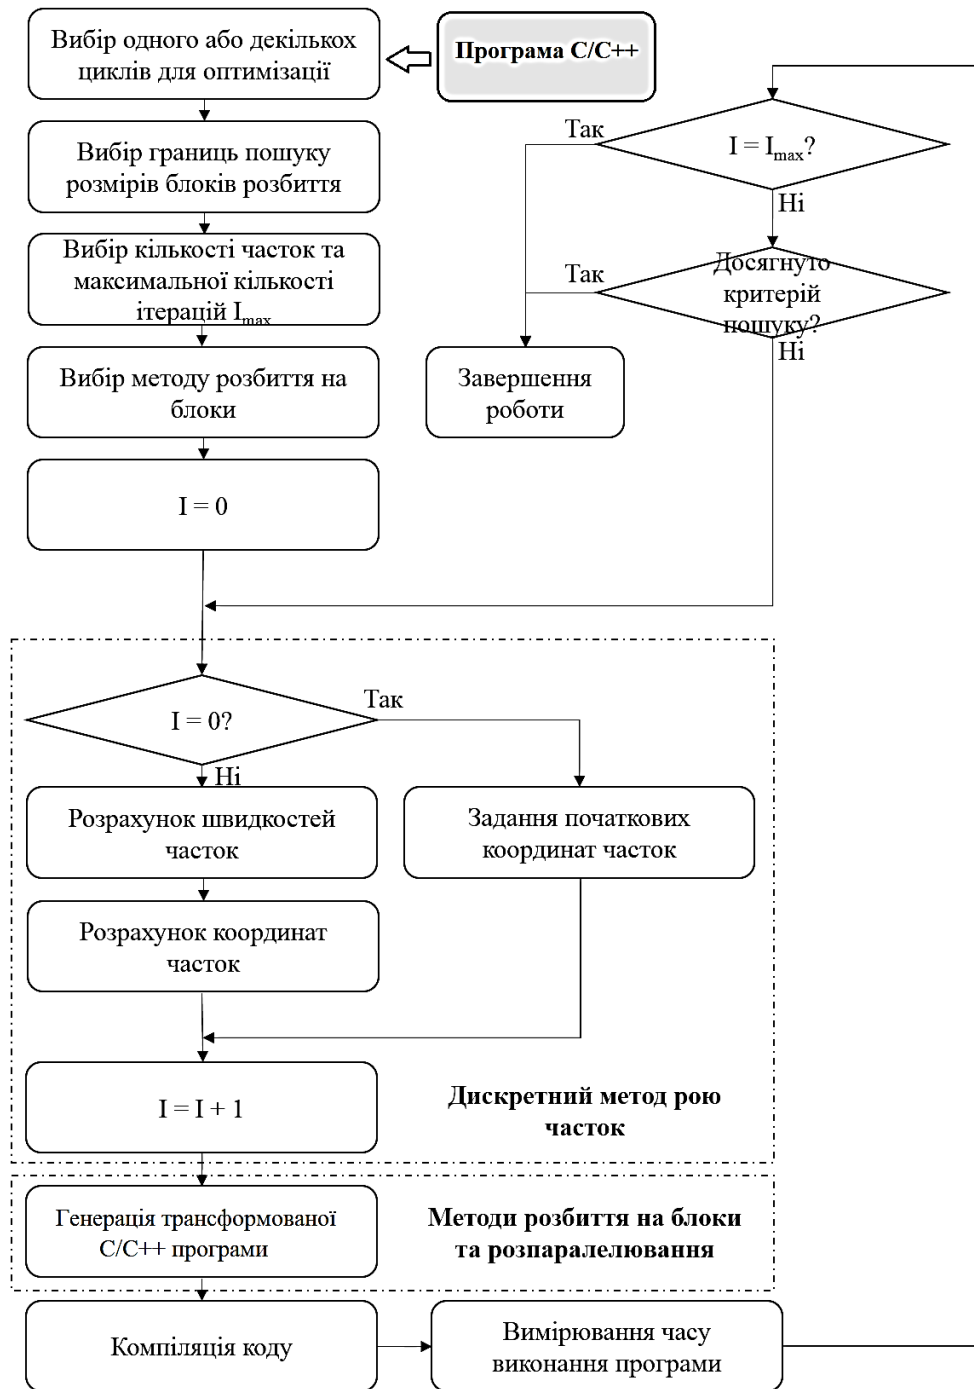 Вибір одного або декількох
циклів для оптимізації
Програма С/С++
Вибір границь пошуку
розмірів блоків розбиття
Вибір кількості часток та
максимальної кількості
ітерацій I_max
Вибір методу розбиття на
блоки
I = 0
Так
I = I_max?
Ні
Так
Досягнуто
критерій
пошуку?
Ні
Завершення
роботи
Так
I = 0?
Ні
Розрахунок швидкостей
часток
Задання початкових
координат часток
Розрахунок координат
часток
I = I + 1
Дискретний метод рою
часток
Генерація трансформованої
С/С++ програми
Методи розбиття на блоки
та розпаралелювання
Компіляція коду
Вимірювання часу
виконання програми